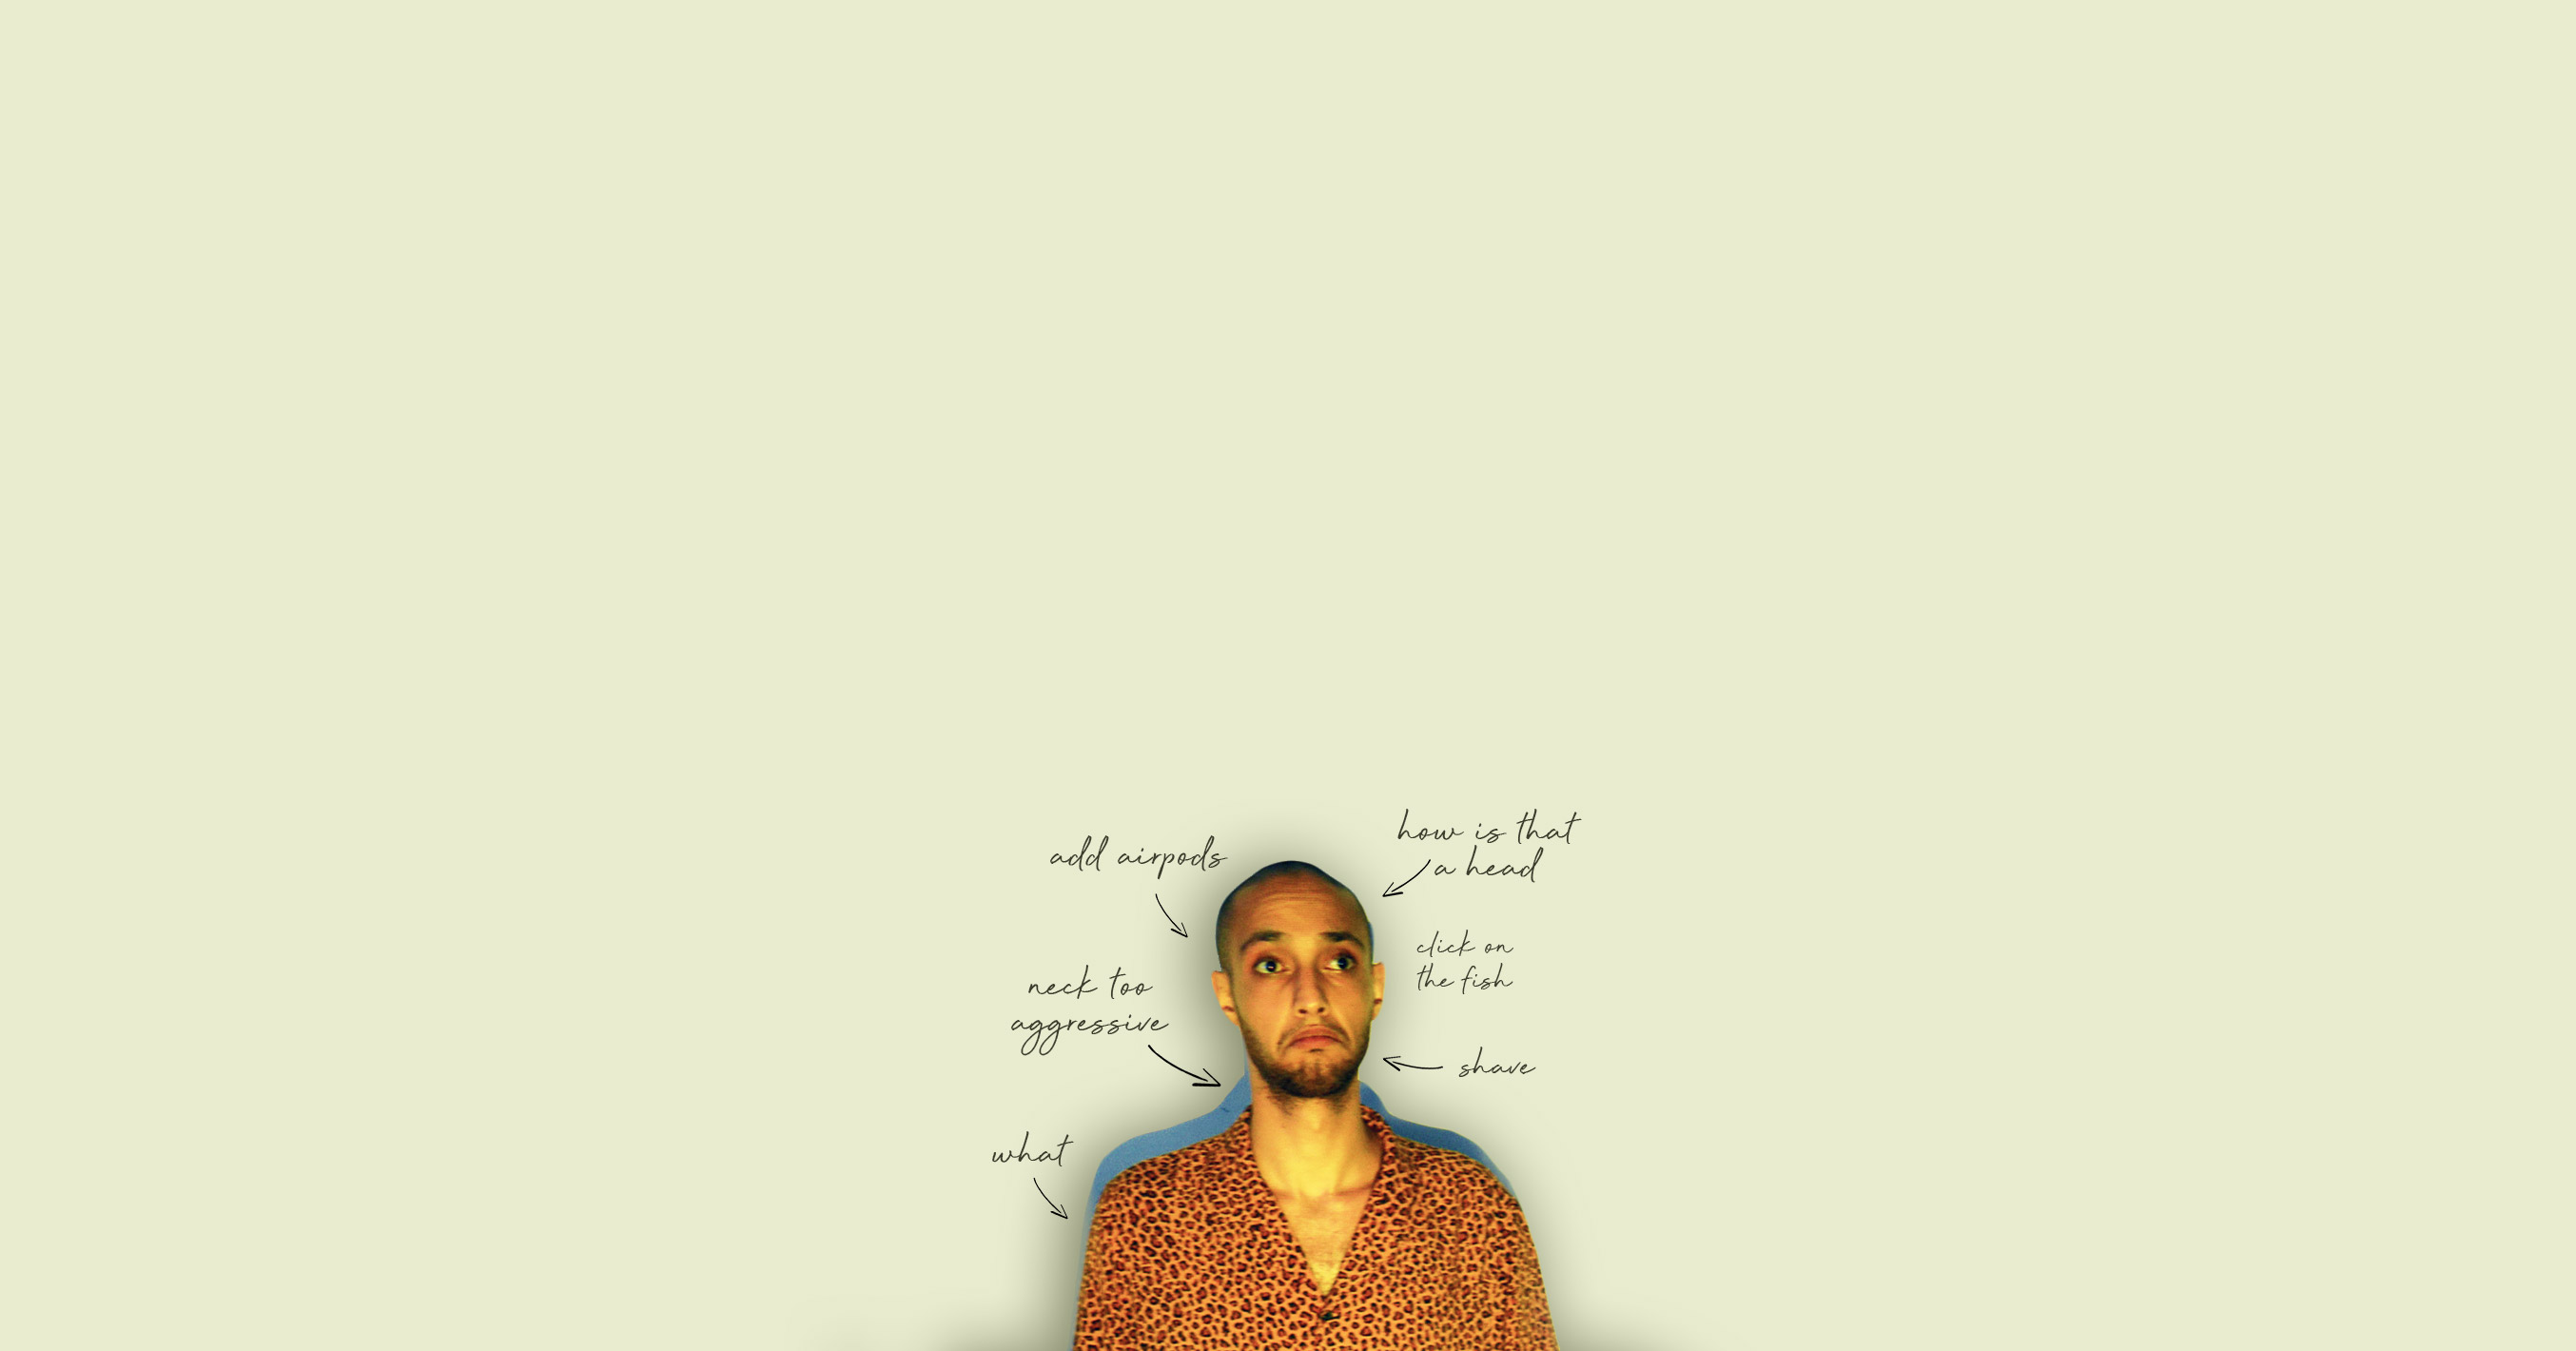 how is that
a head
add airpods
click on
the fish
neck too
aggressive
shave
what